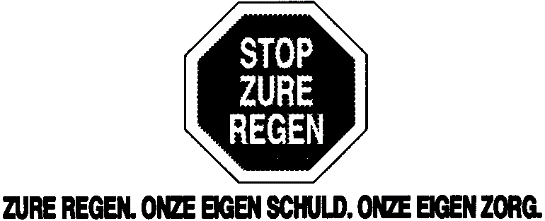 STOP
ZURE
REGEN
ZURE REGEN. ONZE EIGEN SCHULD. ONZE EIGEN ZORG.